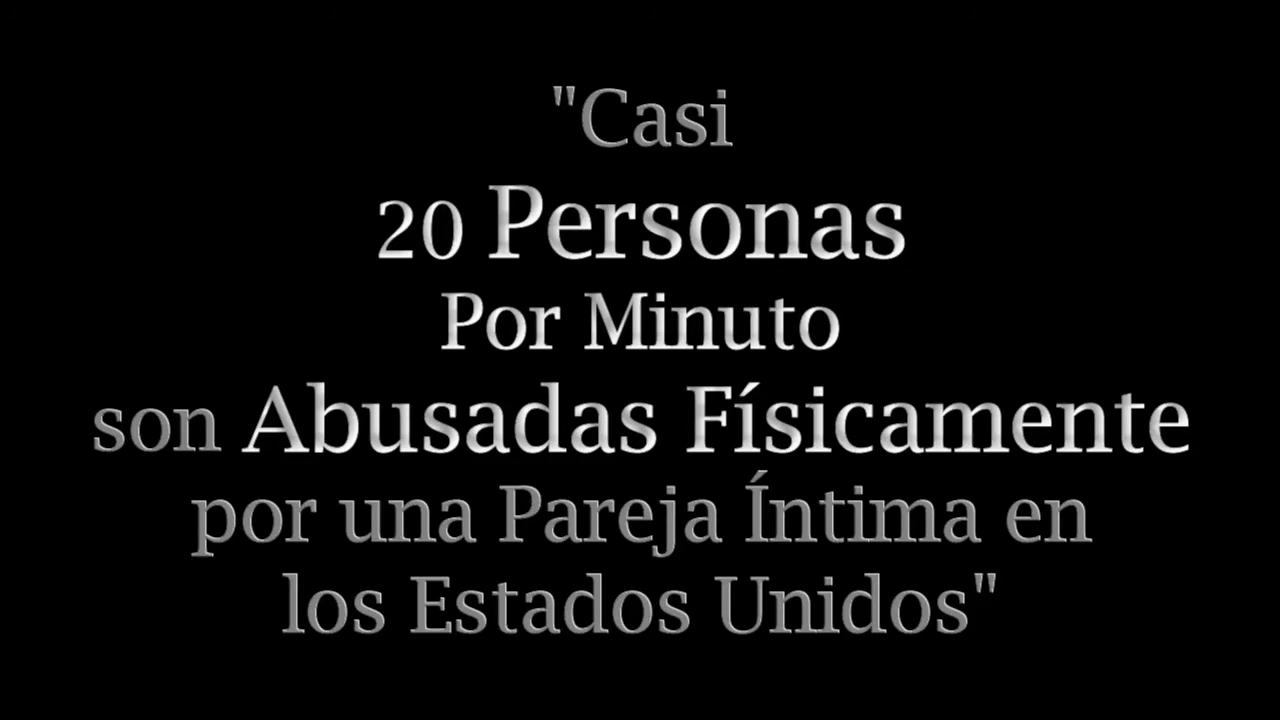 "Casi
20 Personas
Por Minuto
son Abusadas Físicamente
por una Pareja Íntima en
los Estados Unidos"